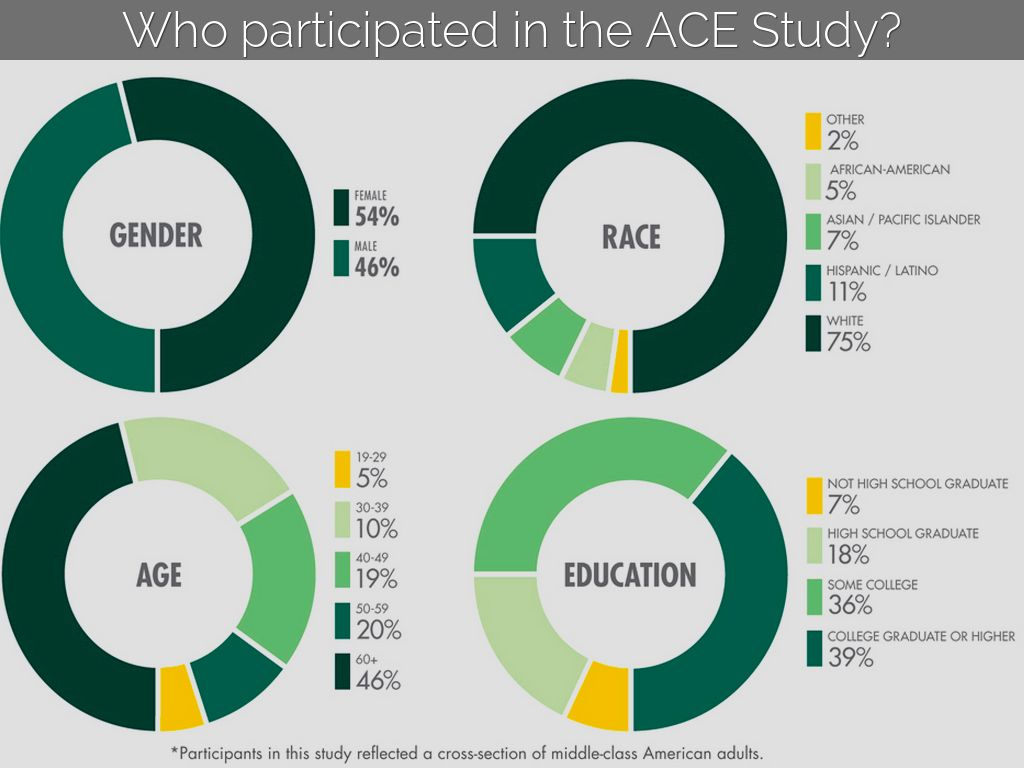 Who participated in the ACE Study?
GENDER
FEMALE
54%
MALE
46%
RACE
OTHER
2%
AFRICAN-AMERICAN
5%
ASIAN / PACIFIC ISLANDER
7%
HISPANIC / LATINO
11%
WHITE
75%
AGE
19-29
5%
30-39
10%
40-49
19%
50-59
20%
60+
46%
EDUCATION
NOT HIGH SCHOOL GRADUATE
7%
HIGH SCHOOL GRADUATE
18%
SOME COLLEGE
36%
COLLEGE GRADUATE OR HIGHER
39%
*Participants in this study reflected a cross-section of middle-class American adults.